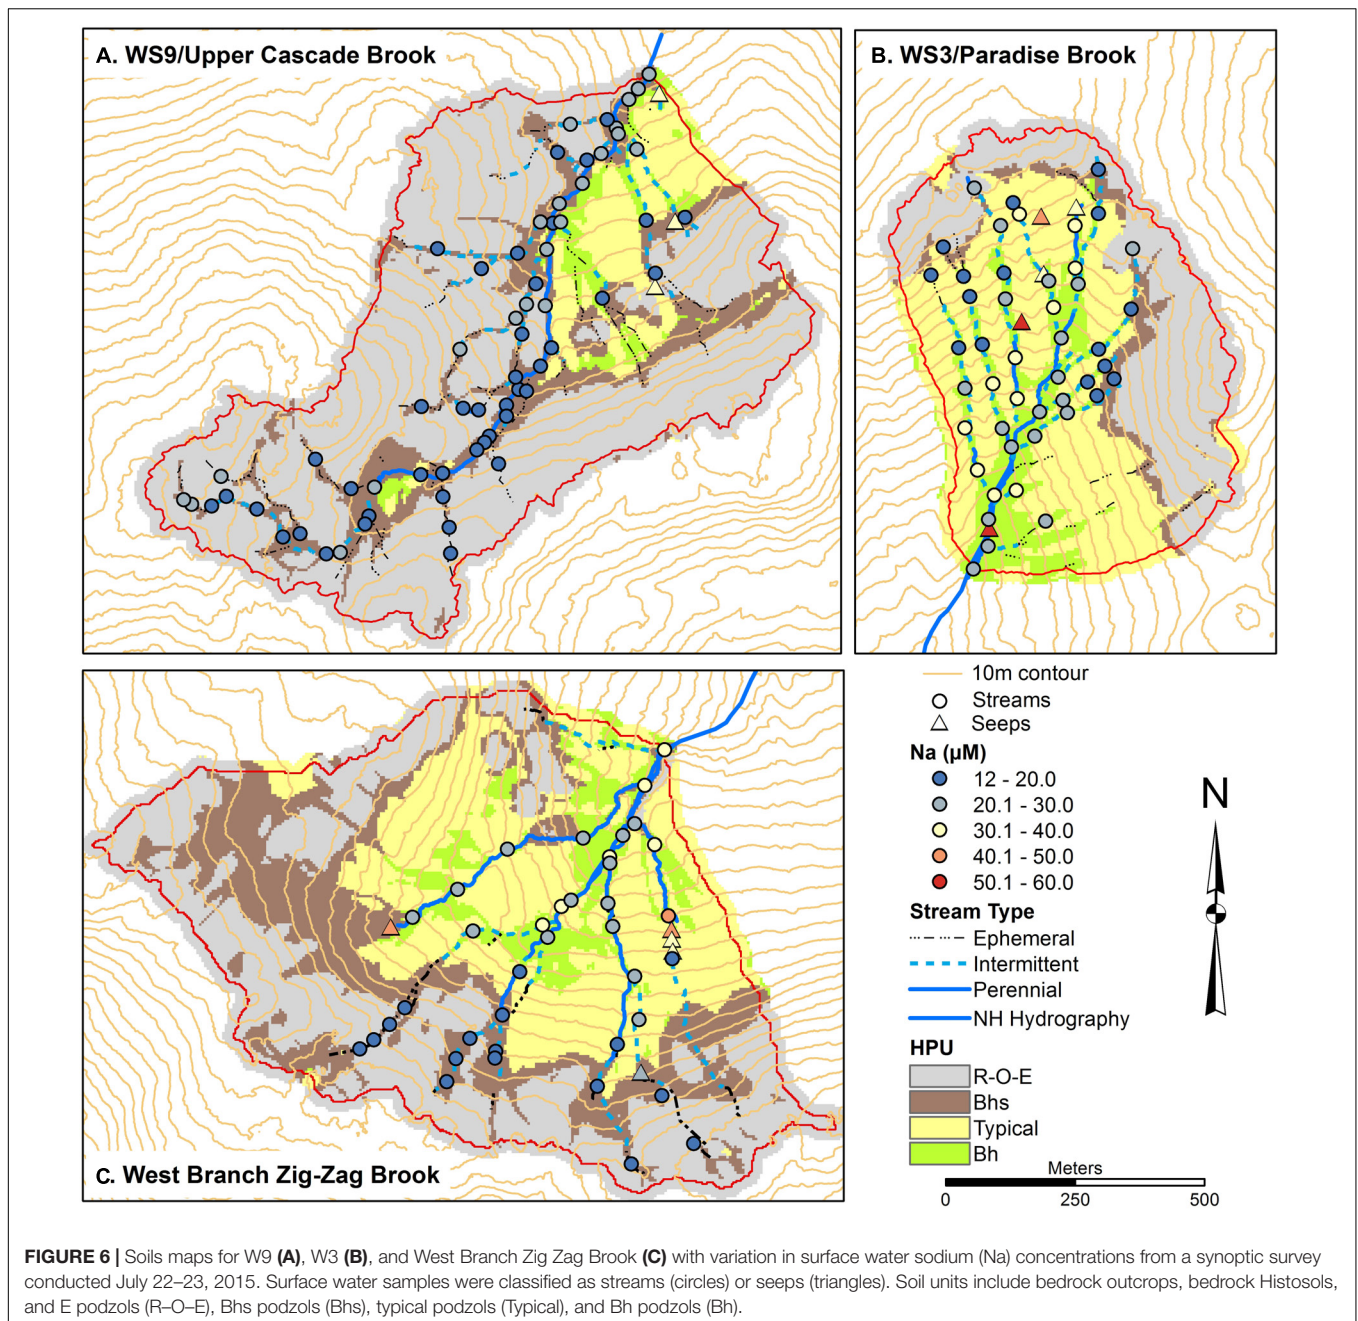 A. WS9/Upper Cascade Brook
B. WS3/Paradise Brook
C. West Branch Zig-Zag Brook
10m contour
Streams
Seeps
Na (µM)
12 - 20.0
20.1 - 30.0
30.1 - 40.0
40.1 - 50.0
50.1 - 60.0
Stream Type
Ephemeral
Intermittent
Perennial
NH Hydrography
HPU
R-O-E
Bhs
Typical
Bh
N
Meters
0 250 500
FIGURE 6 | Soils maps for W9 (A), W3 (B), and West Branch Zig Zag Brook (C) with variation in surface water sodium (Na) concentrations from a synoptic survey
conducted July 22–23, 2015. Surface water samples were classified as streams (circles) or seeps (triangles). Soil units include bedrock outcrops, bedrock Histosols,
and E podzols (R–O–E), Bhs podzols (Bhs), typical podzols (Typical), and Bh podzols (Bh).